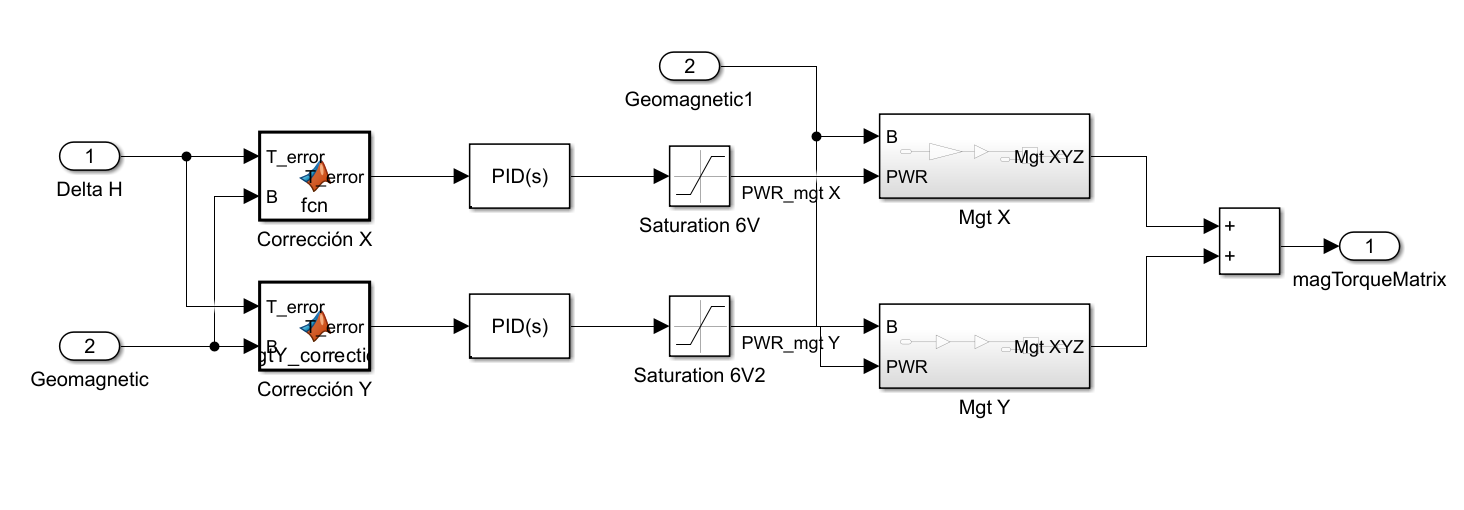 2
Geomagnetic1
1
Delta H
T_error
B
T_error
fcn
Corrección X
PID(s)
Saturation 6V
PWR_mgt X
B
PWR
Mgt XYZ
Mgt X
+
+
1
magTorqueMatrix
2
Geomagnetic
T_error
B
T_error
gtY_correctio
Corrección Y
PID(s)
Saturation 6V2
PWR_mgt Y
B
PWR
Mgt XYZ
Mgt Y